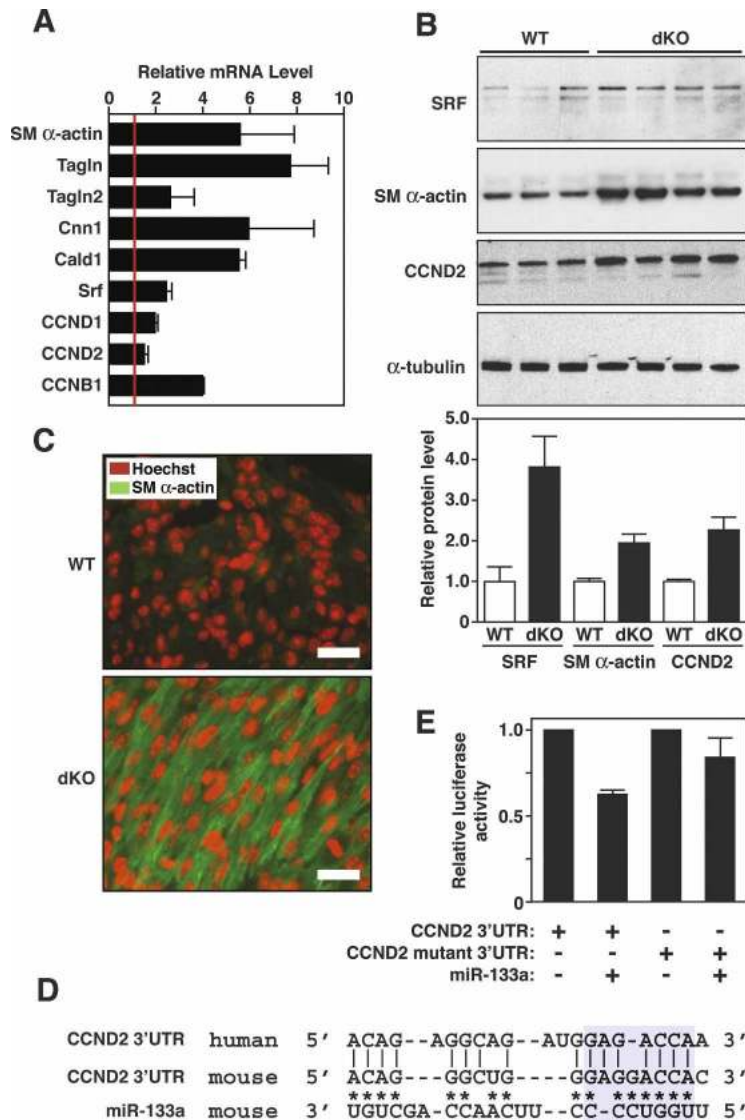 A
Relative mRNA Level
0 2 4 6 8 10
SM α-actin
Tagln
Tagln2
Cnn1
Cald1
Srf
CCND1
CCND2
CCNB1
B
WT dKO
SRF
SM α-actin
CCND2
α-tubulin
Relative protein level
5.0
4.0
3.0
2.0
1.0
0
WT dKO WT dKO WT dKO
SRF SM α-actin CCND2
C
Hoechst
SM α-actin
WT
dKO
E
Relative luciferase activity
1.0
0.5
0
CCND2 3'UTR: + + - -
CCND2 mutant 3'UTR: - - + +
miR-133a: - + - +
D
CCND2 3'UTR human 5' ACAG--AGGCAG--AUGGAG-ACCAA 3'
CCND2 3'UTR mouse 5' ACAG--GGCUG---GGAGGACCAC 3'
**** ** ** ** ******
miR-133a 3' UGUCGA-CCAACUU---CC-CUGGUU 5'